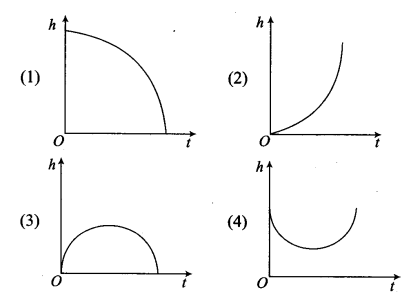 (1) h O t
(2) h O t
(3) h O t
(4) h O t